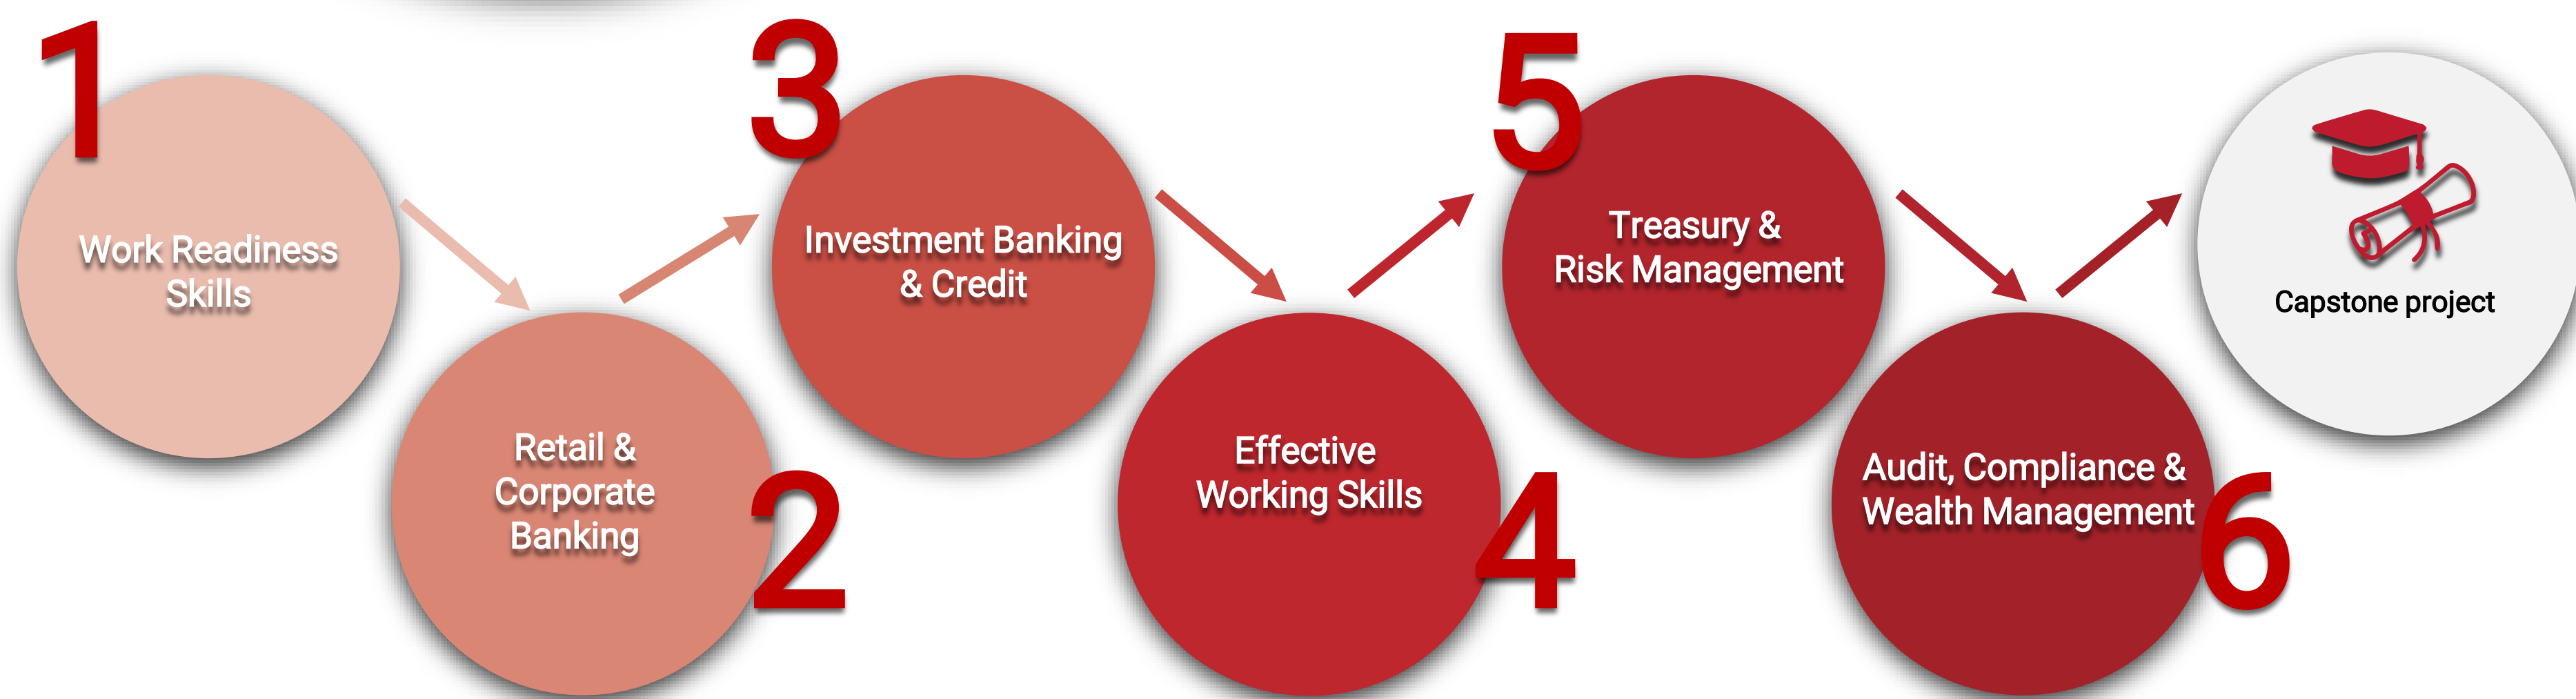 1
Work Readiness
Skills
2
Retail &
Corporate
Banking
3
Investment Banking
& Credit
4
Effective
Working Skills
5
Treasury &
Risk Management
6
Audit, Compliance &
Wealth Management
Capstone project